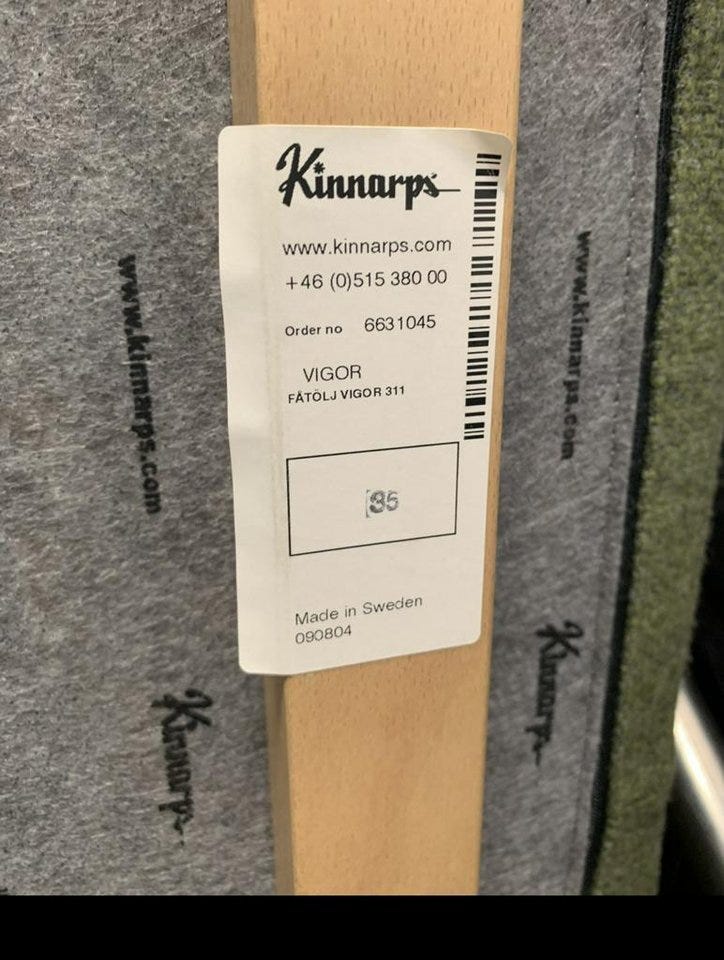 Kinnarps
www.kinnarps.com
+46 (0)515 380 00
Order no 6631045
VIGOR
FÅTÖLJ VIGOR 311
Made in Sweden
090804
www.kinnarps.com
Kinnarps
www.kinnarps.com
Kinnarps